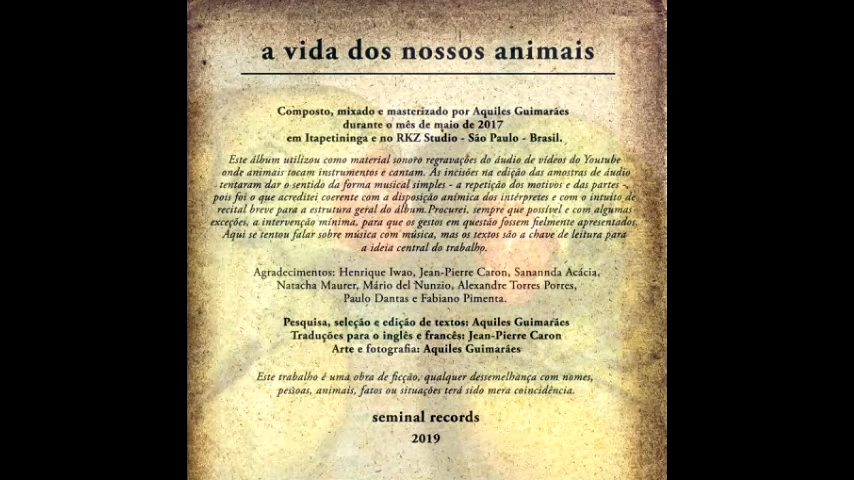 a vida dos nossos animais
Composto, mixado e masterizado por Aquiles Guimarães
durante o mês de maio de 2017
em Itapetininga e no RKZ Studio - São Paulo - Brasil.
Este álbum utilizou como material sonoro regravações do áudio de vídeos do Youtube
onde animais tocam instrumentos e cantam. As incisões na edição das amostras de áudio
tentaram dar o sentido da forma musical simples - a repetição dos motivos e das partes -,
pois foi o que acreditei coerente com a disposição anímica dos intérpretes e com o intuito de
recital breve para a estrutura geral do álbum.Procurei, sempre que possível e com algumas
exceções, a intervenção mínima, para que os gestos em questão fossem fielmente apresentados.
Aqui se tentou falar sobre música com música, mas os textos são a chave de leitura para
a ideia central do trabalho.
Agradecimentos: Henrique Iwao, Jean-Pierre Caron, Sanannda Acácia,
Natacha Maurer, Mário del Nunzio, Alexandre Torres Porres,
Paulo Dantas e Fabiano Pimenta.
Pesquisa, seleção e edição de textos: Aquiles Guimarães
Traduções para o inglês e francês: Jean-Pierre Caron
Arte e fotografia: Aquiles Guimarães
Este trabalho é uma obra de ficção, qualquer dessemelhança com nomes,
pessoas, animais, fatos ou situações terá sido mera coincidência.
seminal records
2019